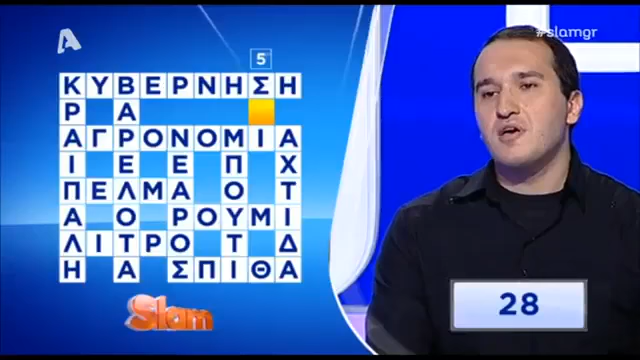 #slamgr
5
ΚΥΒΕΡΝΗΣΗ
Ρ Α
ΑΓΡΟΝΟΜΙΑ
Ι Ε Ε Π Χ
ΠΕΛΜΑ Ο Τ
Α Ο ΡΟΥΜΙ
ΛΙΤΡΟ Τ Δ
Η Α ΣΠΙΘΑ
Slam
28